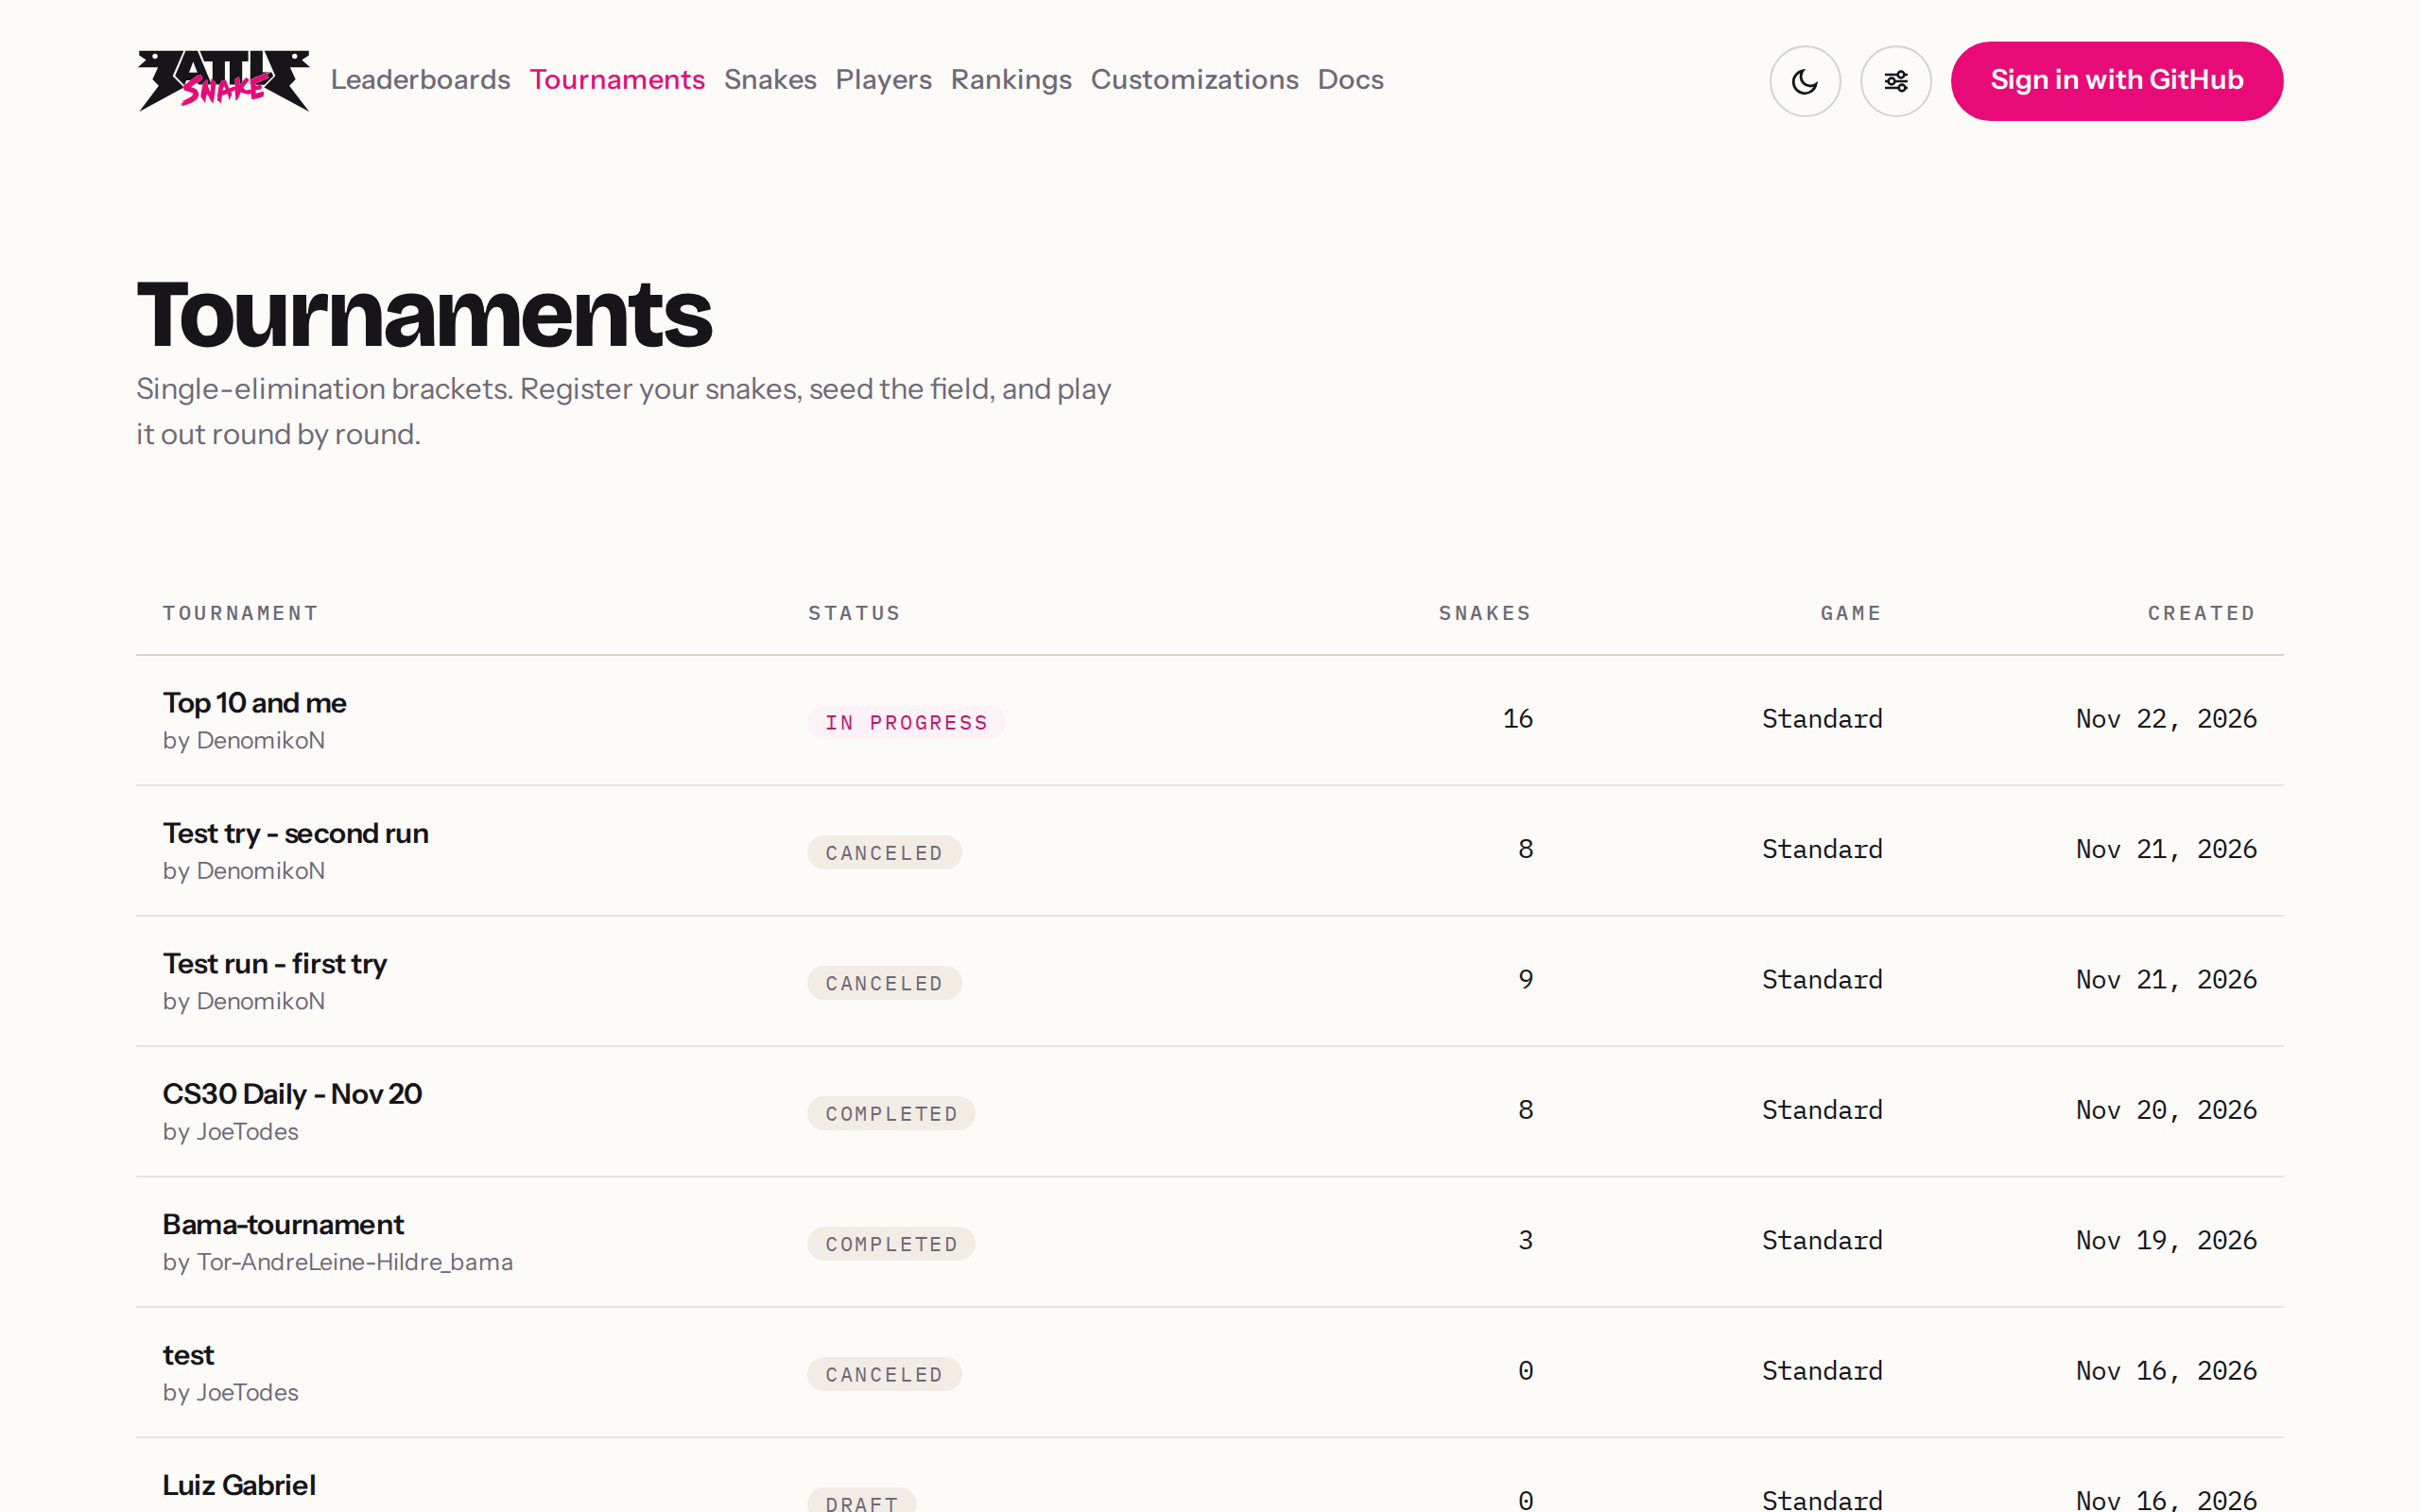 BATTLE
SNAKE
Leaderboards Tournaments Snakes Players Rankings Customizations Docs
Sign in with GitHub
Tournaments
Single-elimination brackets. Register your snakes, seed the field, and play
it out round by round.
TOURNAMENT STATUS SNAKES GAME CREATED
Top 10 and me
by DenomikoN
IN PROGRESS 16 Standard Nov 22, 2026
Test try - second run
by DenomikoN
CANCELED 8 Standard Nov 21, 2026
Test run - first try
by DenomikoN
CANCELED 9 Standard Nov 21, 2026
CS30 Daily - Nov 20
by JoeTodes
COMPLETED 8 Standard Nov 20, 2026
Bama-tournament
by Tor-AndreLeine-Hildre_bama
COMPLETED 3 Standard Nov 19, 2026
test
by JoeTodes
CANCELED 0 Standard Nov 16, 2026
Luiz Gabriel
DRAFT 0 Standard Nov 16, 2026